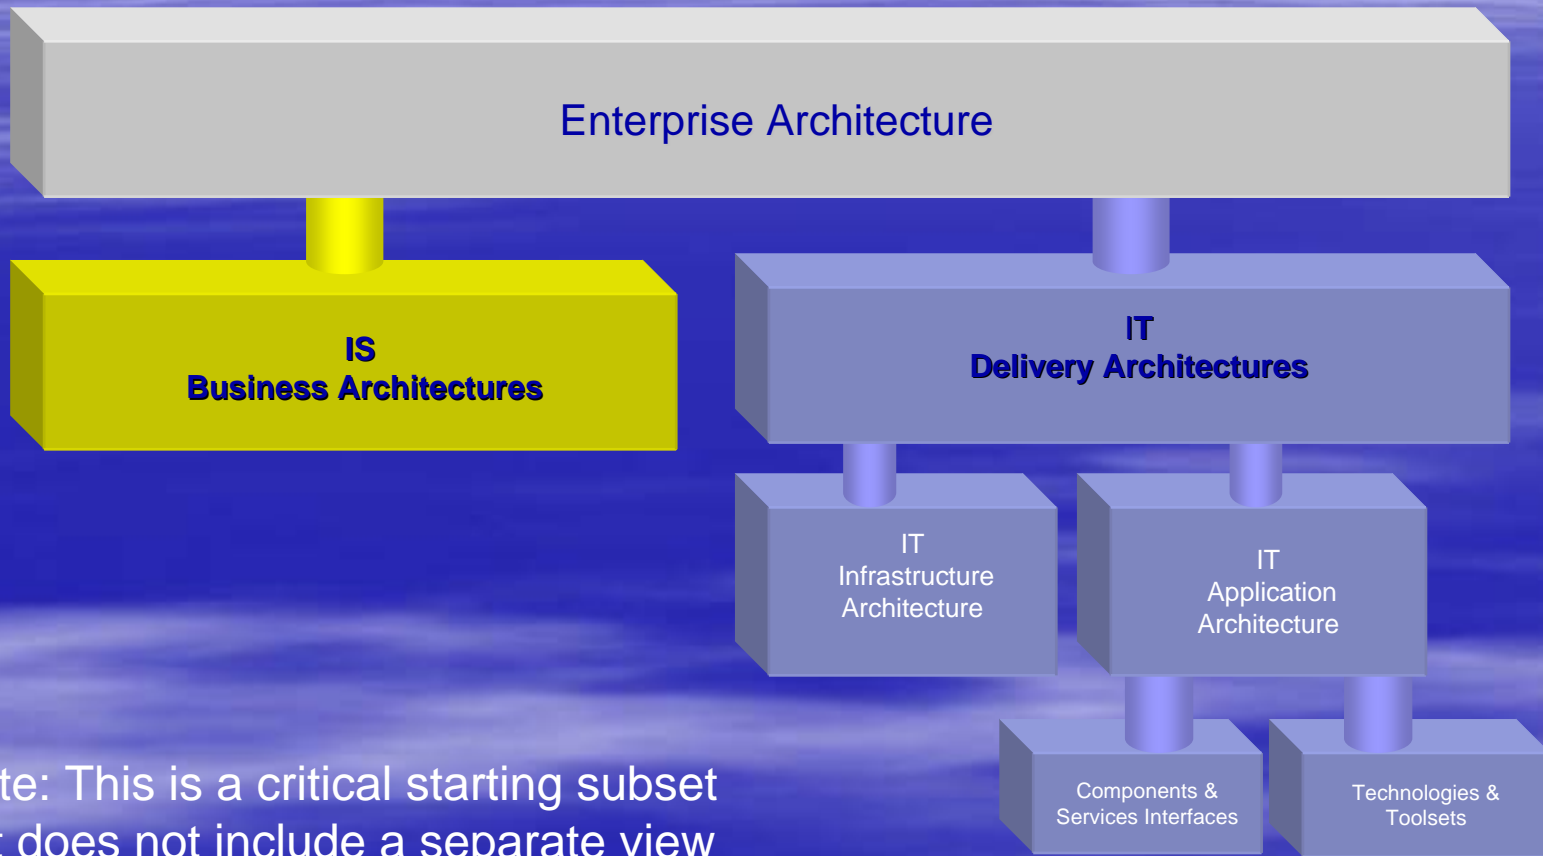 Enterprise Architecture
IS
Business Architectures
IT
Delivery Architectures
IT
Infrastructure
Architecture
IT
Application
Architecture
Components &
Services Interfaces
Technologies &
Toolsets
te: This is a critical starting subset
t does not include a separate view